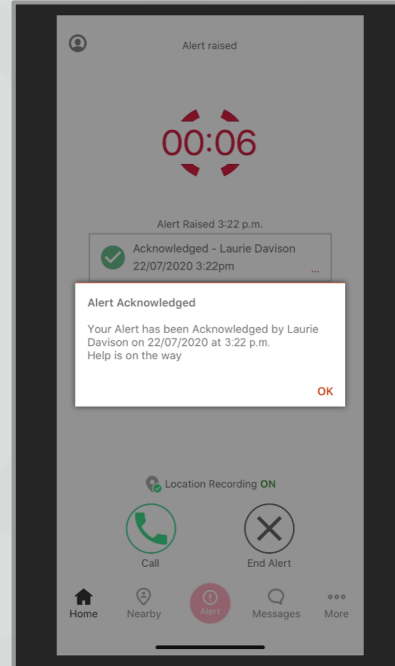 Alert raised
00:06
Alert Raised 3:22 p.m.
Acknowledged - Laurie Davison
22/07/2020 3:22pm
...
Alert Acknowledged
Your Alert has been Acknowledged by Laurie
Davison on 22/07/2020 at 3:22 p.m.
Help is on the way
OK
Location Recording ON
Call
End Alert
Home
Nearby
Alert
Messages
More